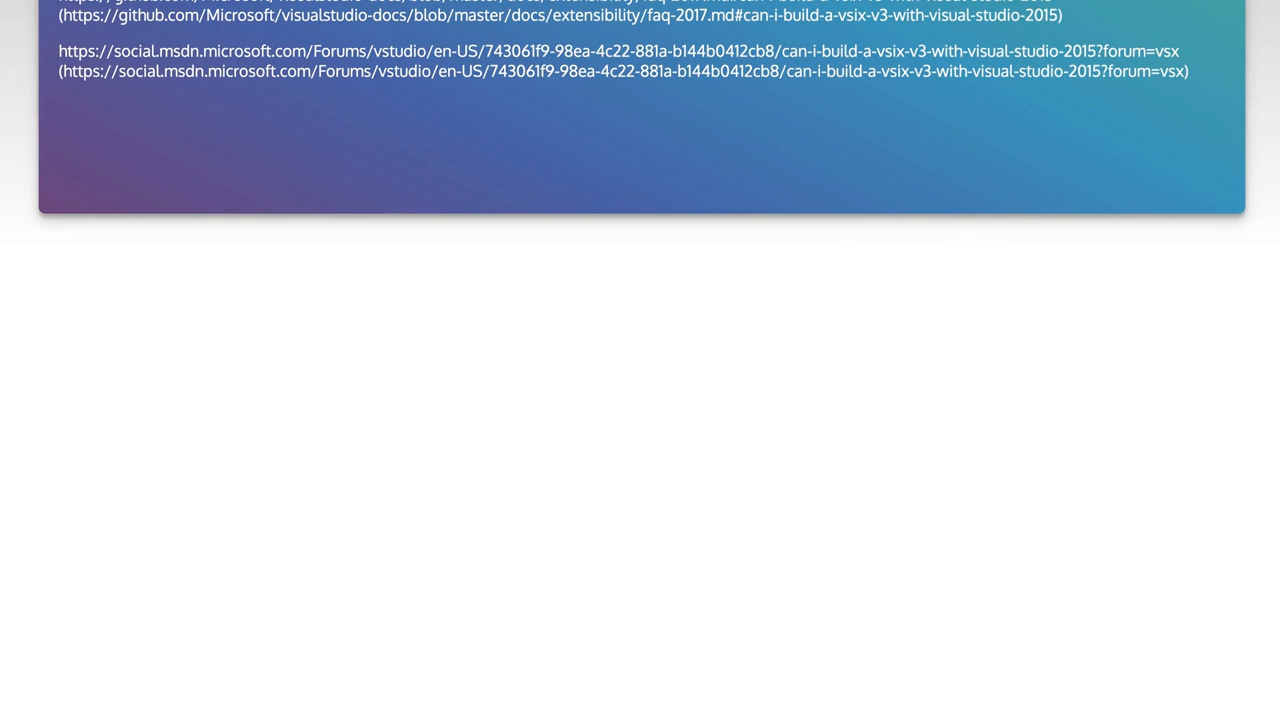 (https://github.com/Microsoft/visualstudio-docs/blob/master/docs/extensibility/faq-2017.md#can-i-build-a-vsix-v3-with-visual-studio-2015)
https://social.msdn.microsoft.com/Forums/vstudio/en-US/743061f9-98ea-4c22-881a-b144b0412cb8/can-i-build-a-vsix-v3-with-visual-studio-2015?forum=vsx
(https://social.msdn.microsoft.com/Forums/vstudio/en-US/743061f9-98ea-4c22-881a-b144b0412cb8/can-i-build-a-vsix-v3-with-visual-studio-2015?forum=vsx)